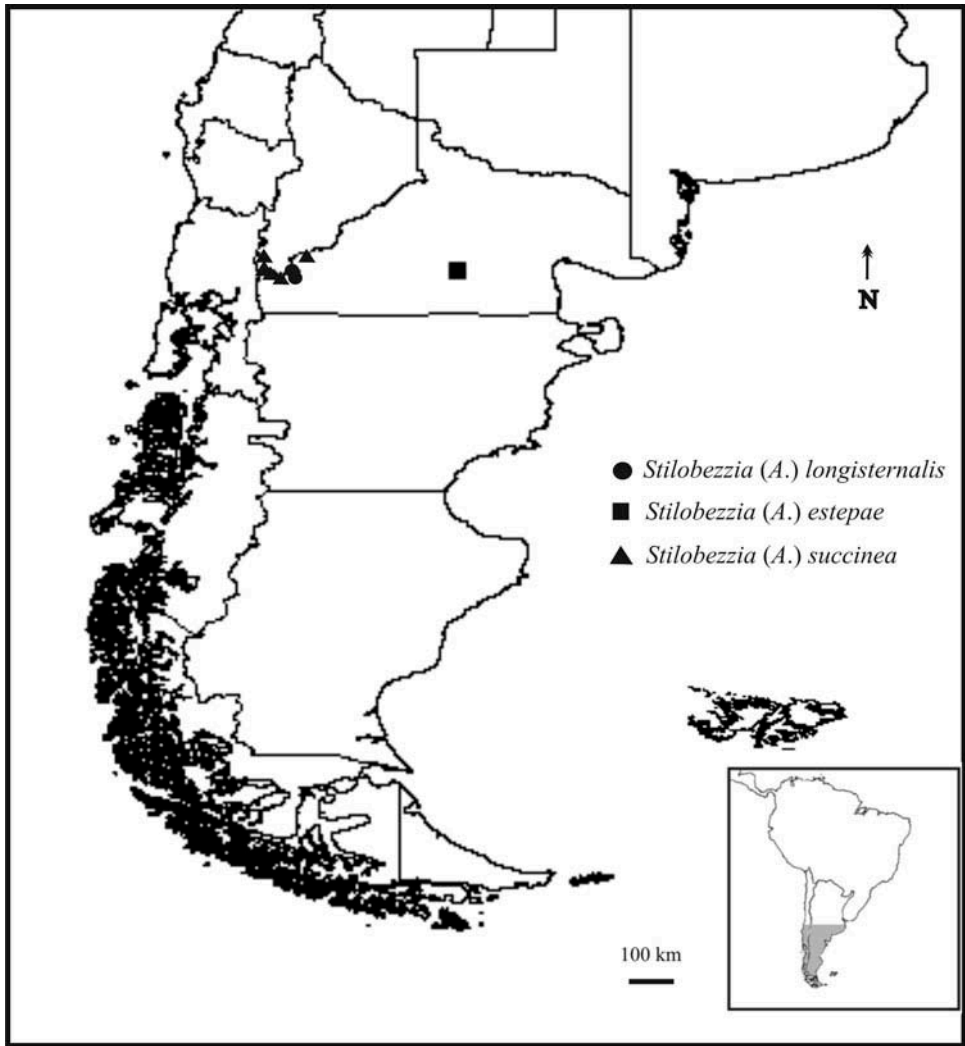 N
Stilobezzia (A.) longisternalis
Stilobezzia (A.) estepae
Stilobezzia (A.) succinea
100 km